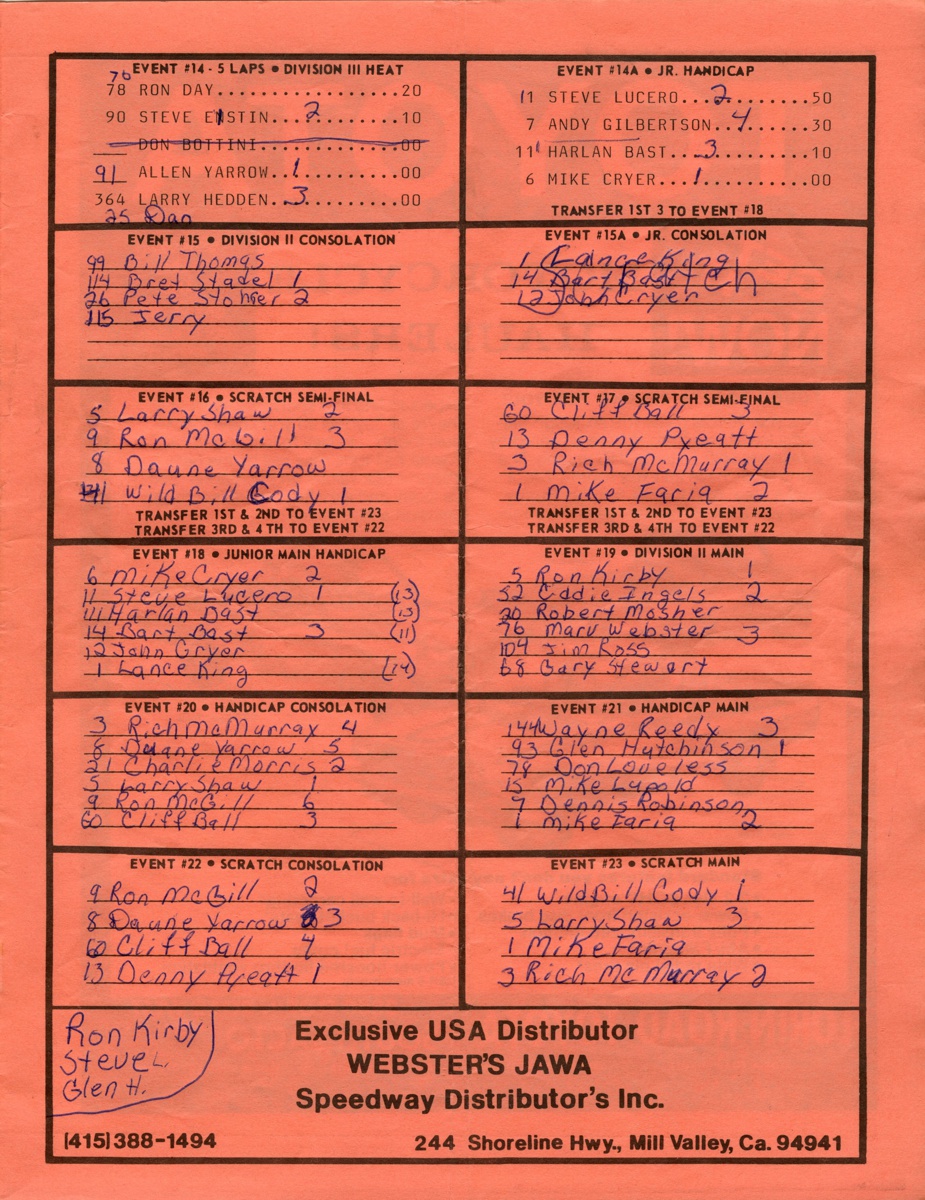 EVENT #14 - 5 LAPS • DIVISION III HEAT
76
78 RON DAY.....................20
90 STEVE ENSTIN...2..........10
DON BOTTINI..................00
91 ALLEN YARROW..1...........00
364 LARRY HEDDEN..3...........00
25 Dan
EVENT #14A • JR. HANDICAP
11 STEVE LUCERO...2........50
7 ANDY GILBERTSON..4......30
111 HARLAN BAST...3.........10
6 MIKE CRYER...1..........00
TRANSFER 1ST 3 TO EVENT #18
EVENT #15 • DIVISION II CONSOLATION
99 Bill Thomas
114 Bret Stadel 1
26 Pete Stohrer 2
115 Jerry
EVENT #15A • JR. CONSOLATION
1 Lance King
14 Bart Bast
12 John Cryer
EVENT #16 • SCRATCH SEMI-FINAL
5 Larry Shaw 2
9 Ron McGill 3
8 Daune Yarrow
41 Wild Bill Cody 1
TRANSFER 1ST & 2ND TO EVENT #23
TRANSFER 3RD & 4TH TO EVENT #22
EVENT #17 • SCRATCH SEMI-FINAL
60 Cliff Ball 3
13 Denny Pyeatt
3 Rich McMurray 1
1 Mike Faria 2
TRANSFER 1ST & 2ND TO EVENT #23
TRANSFER 3RD & 4TH TO EVENT #22
EVENT #18 • JUNIOR MAIN HANDICAP
6 Mike Cryer 2
11 Steve Lucero 1 (13)
111 Harlan Bast (13)
14 Bart Bast 3 (11)
12 John Cryer
1 Lance King (14)
EVENT #19 • DIVISION II MAIN
5 Ron Kirby 1
52 Eddie Ingels 2
20 Robert Mosher
76 Marv Webster 3
104 Jim Ross
68 Gary Stewart
EVENT #20 • HANDICAP CONSOLATION
3 Rich McMurray 4
8 Duane Yarrow 5
21 Charlie Morris 2
5 Larry Shaw 1
9 Ron McGill 6
60 Cliff Ball 3
EVENT #21 • HANDICAP MAIN
144 Wayne Reedy 3
93 Glen Hutchinson 1
78 Don Loveless
15 Mike Lupold
7 Dennis Robinson
1 Mike Faria 2
EVENT #22 • SCRATCH CONSOLATION
9 Ron McGill 2
8 Daune Yarrow 3
60 Cliff Ball 4
13 Denny Pyeatt 1
EVENT #23 • SCRATCH MAIN
41 Wild Bill Cody 1
5 Larry Shaw 3
1 Mike Faria
3 Rich McMurray 2
Ron Kirby
Steve L.
Glen H.
Exclusive USA Distributor
WEBSTER'S JAWA
Speedway Distributor's Inc.
(415) 388-1494
244 Shoreline Hwy., Mill Valley, Ca. 94941